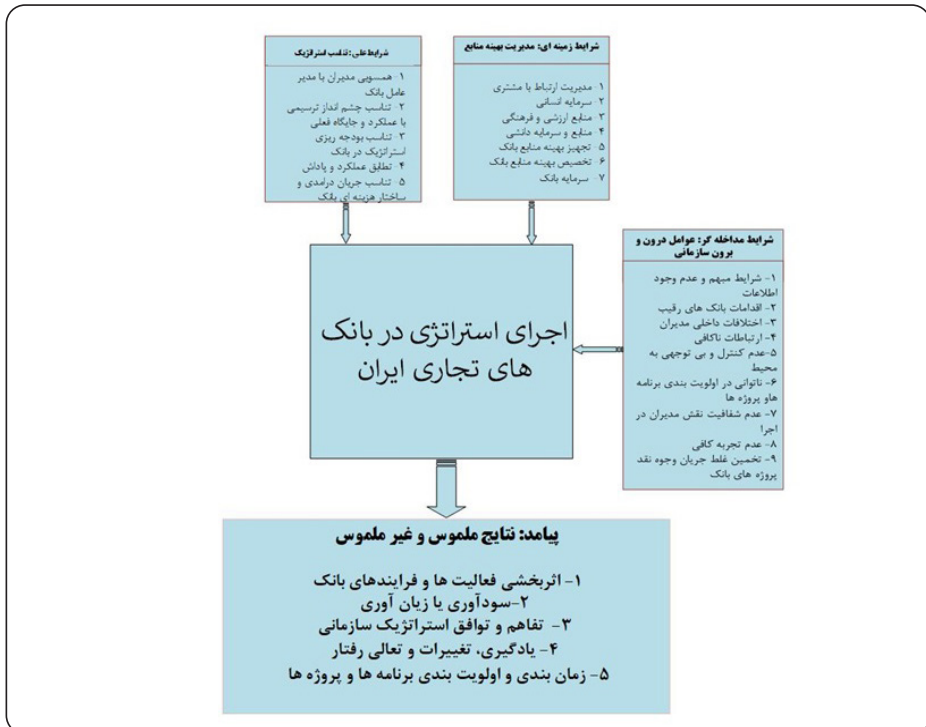 شرایط علی: تناسب استراتژیک
۱- همسویی مدیران با مدیر
عامل بانک
۲- تناسب چشم انداز ترسیمی
با عملکرد و جایگاه فعلی
۳- تناسب بودجه ریزی
استراتژیک در بانک
۴- تطابق عملکرد و پاداش
۵- تناسب جریان درامدی و
ساختار هزینه ای بانک
شرایط زمینه ای: مدیریت بهینه منابع
۱- مدیریت ارتباط با مشتری
۲- سرمایه انسانی
۳- منابع ارزشی و فرهنگی
۴- منابع و سرمایه دانشی
۵- تجهیز بهینه منابع بانک
۶- تخصیص بهینه منابع بانک
۷- سرمایه بانک
شرایط مداخله گر: عوامل درون و
برون سازمانی
۱- شرایط مبهم و عدم وجود
اطلاعات
۲- اقدامات بانک های رقیب
۳- اختلافات داخلی مدیران
۴- ارتباطات ناکافی
۵-عدم کنترل و بی توجهی به
محیط
۶- ناتوانی در اولویت بندی برنامه
هاو پروژه ها
۷- عدم شفافیت نقش مدیران در
اجرا
۸- عدم تجربه کافی
۹- تخمین غلط جریان وجوه نقد
پروژه های بانک
اجرای استراتژی در بانک
های تجاری ایران
پیامد: نتایج ملموس و غیر ملموس
۱- اثربخشی فعالیت ها و فرایندهای بانک
۲-سودآوری یا زیان آوری
۳- تفاهم و توافق استراتژیک سازمانی
۴- یادگیری، تغییرات و تعالی رفتار
۵- زمان بندی و اولویت بندی برنامه ها و پروژه ها